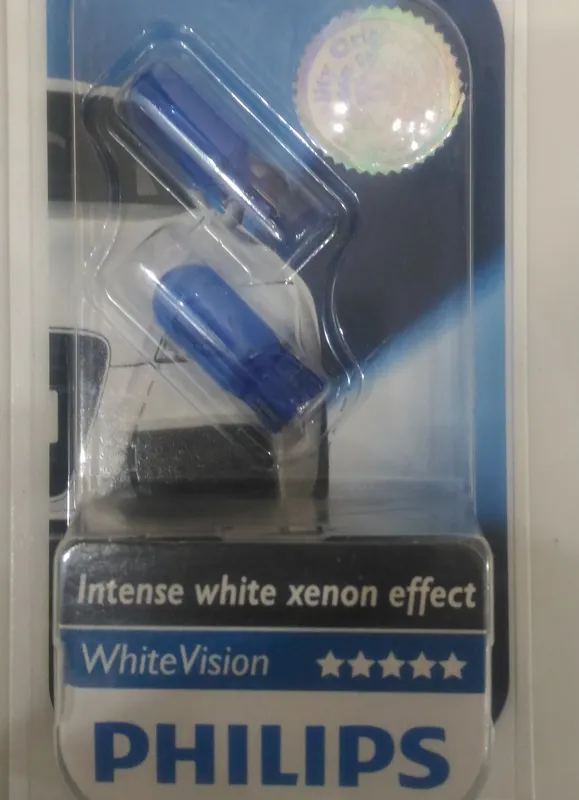 Intense white xenon effect
WhiteVision
PHILIPS